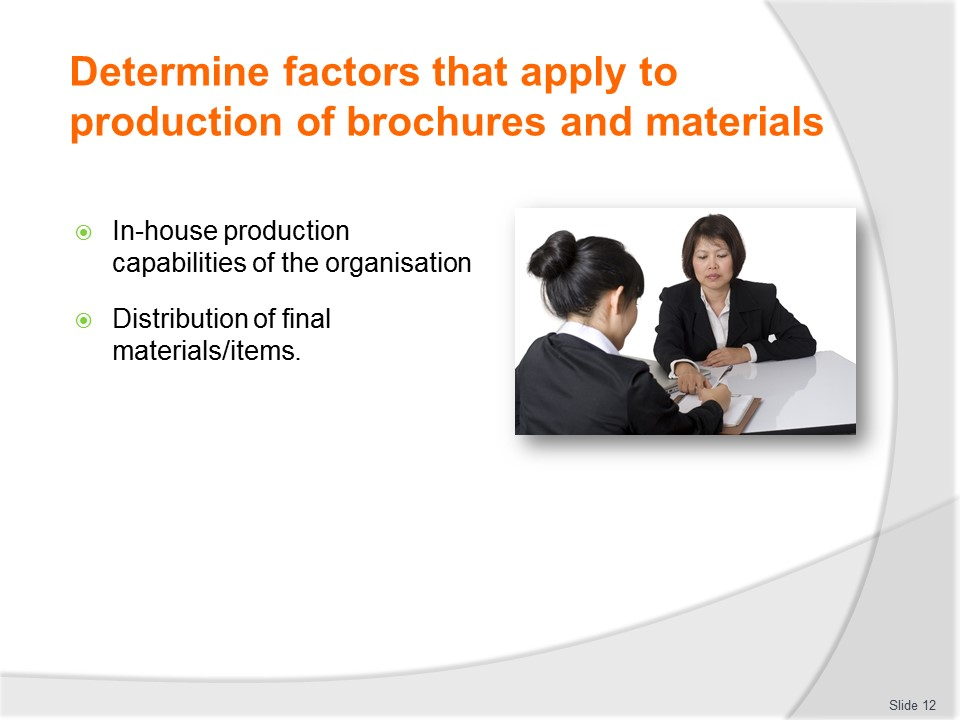 Determine factors that apply to
production of brochures and materials
In-house production
capabilities of the organisation
Distribution of final
materials/items.
Slide 12